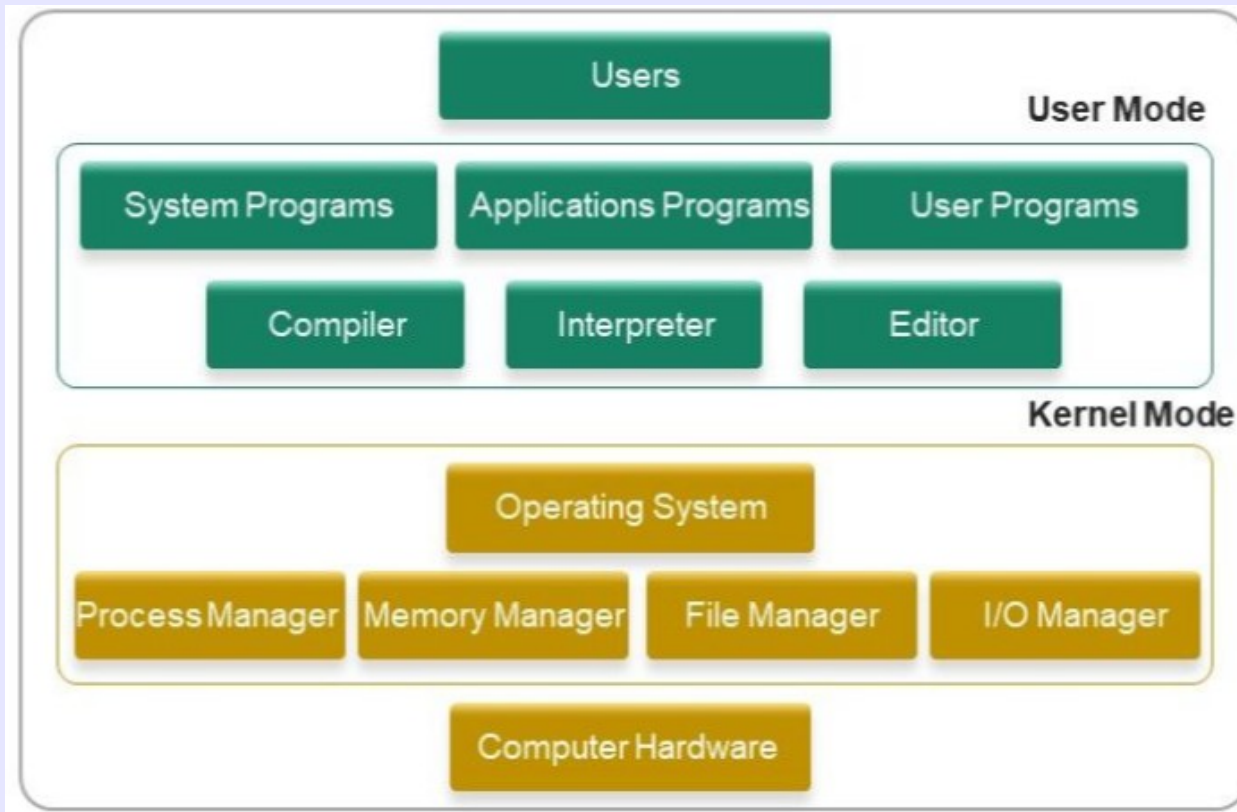 Users
User Mode
System Programs
Applications Programs
User Programs
Compiler
Interpreter
Editor
Kernel Mode
Operating System
Process Manager
Memory Manager
File Manager
I/O Manager
Computer Hardware